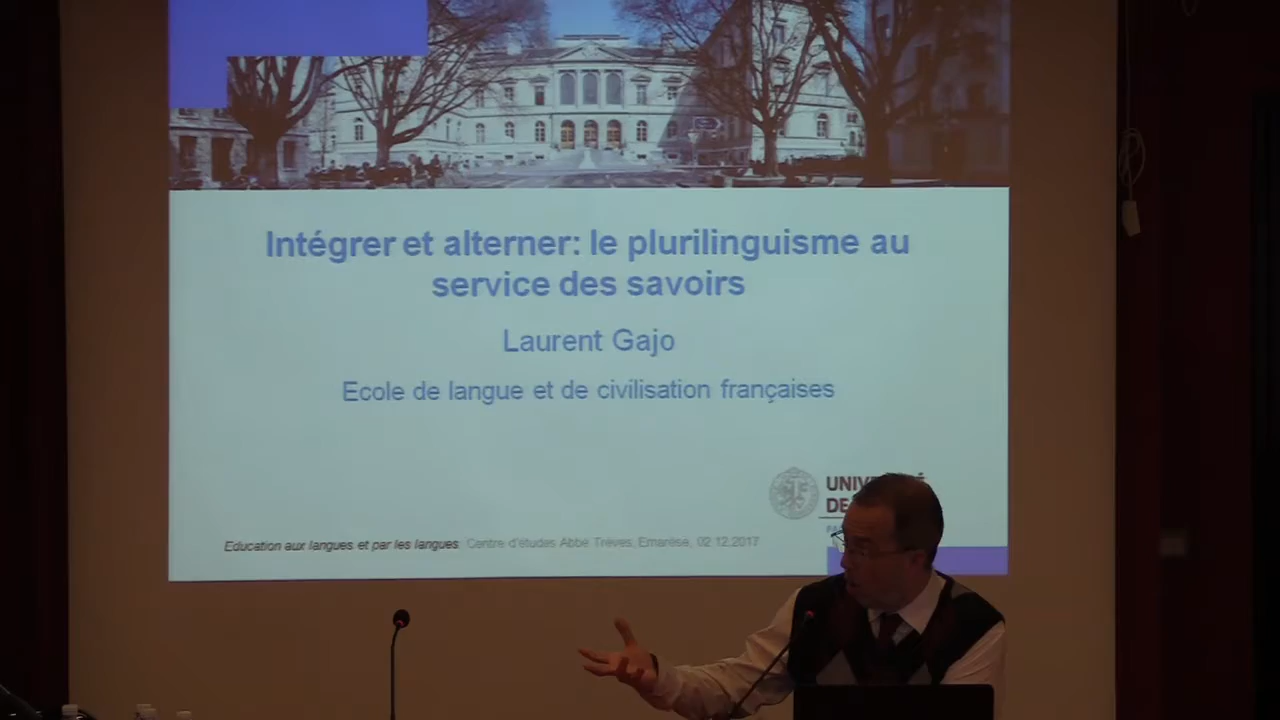 Intégrer et alterner: le plurilinguisme au
service des savoirs
Laurent Gajo
Ecole de langue et de civilisation françaises
DE
Education aux langues et par les langues. Centre d'études Abbé Trèves, Emarèse, 02.12.2017